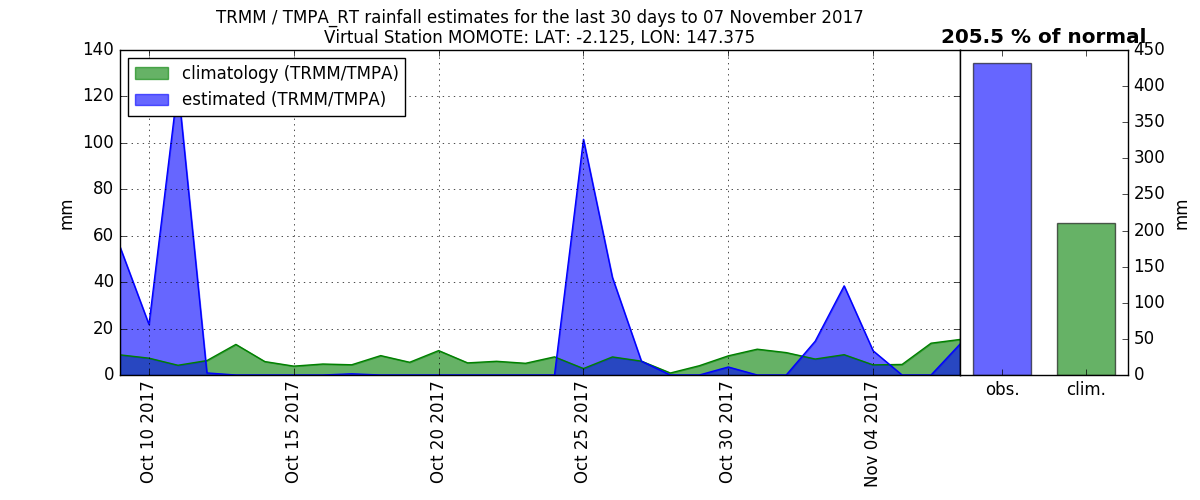 TRMM / TMPA_RT rainfall estimates for the last 30 days to 07 November 2017
Virtual Station MOMOTE: LAT: -2.125, LON: 147.375
205.5 % of normal
climatology (TRMM/TMPA)
estimated (TRMM/TMPA)
mm
140
120
100
80
60
40
20
0
Oct 10 2017
Oct 15 2017
Oct 20 2017
Oct 25 2017
Oct 30 2017
Nov 04 2017
450
400
350
300
250
200
150
100
50
0
mm
obs.
clim.